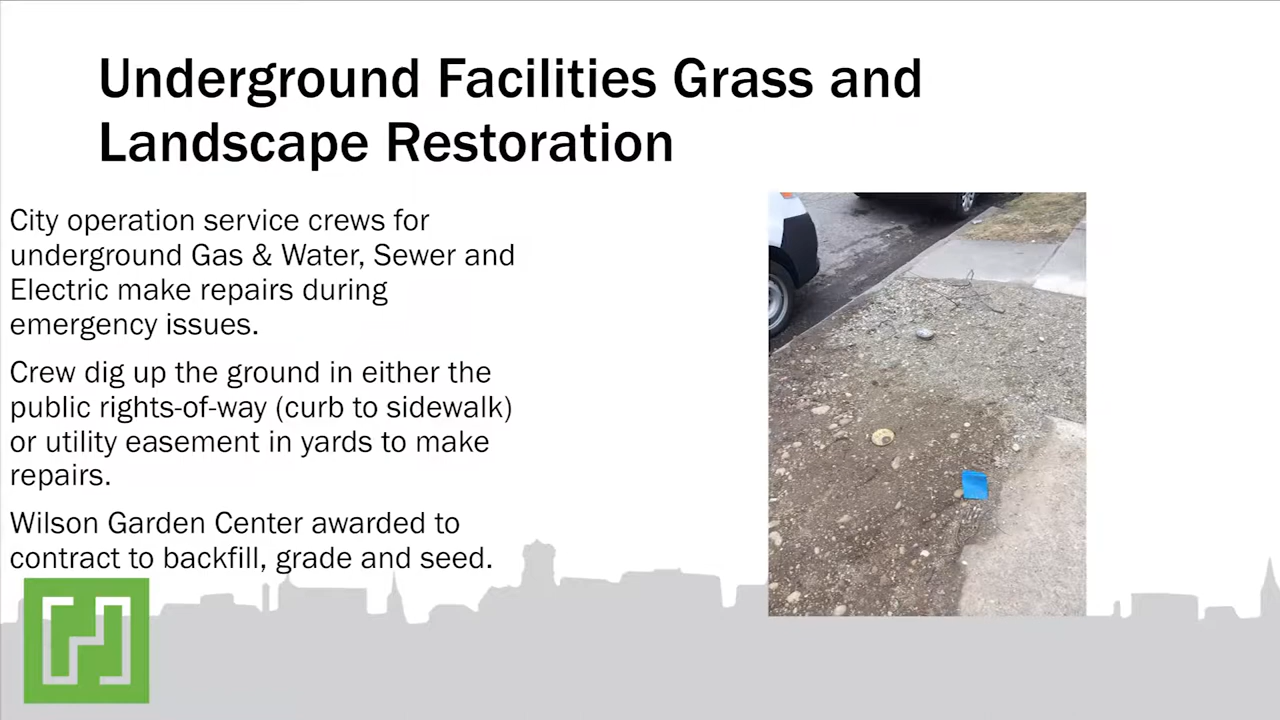 Underground Facilities Grass and
Landscape Restoration
City operation service crews for
underground Gas & Water, Sewer and
Electric make repairs during
emergency issues.
Crew dig up the ground in either the
public rights-of-way (curb to sidewalk)
or utility easement in yards to make
repairs.
Wilson Garden Center awarded to
contract to backfill, grade and seed.